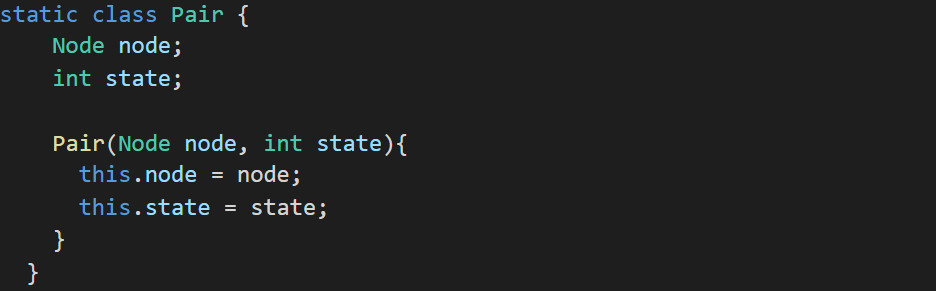 static class Pair {
    Node node;
    int state;

    Pair(Node node, int state){
      this.node = node;
      this.state = state;
    }
  }